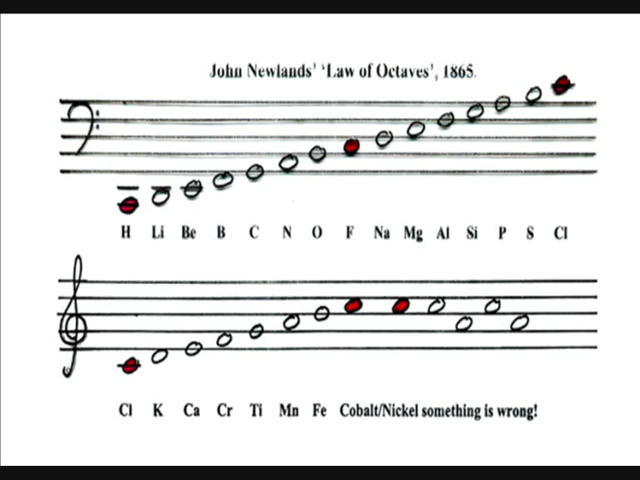 John Newlands' 'Law of Octaves', 1865.
H Li Be B C N O F Na Mg Al Si P S Cl
Cl K Ca Cr Ti Mn Fe Cobalt/Nickel something is wrong!